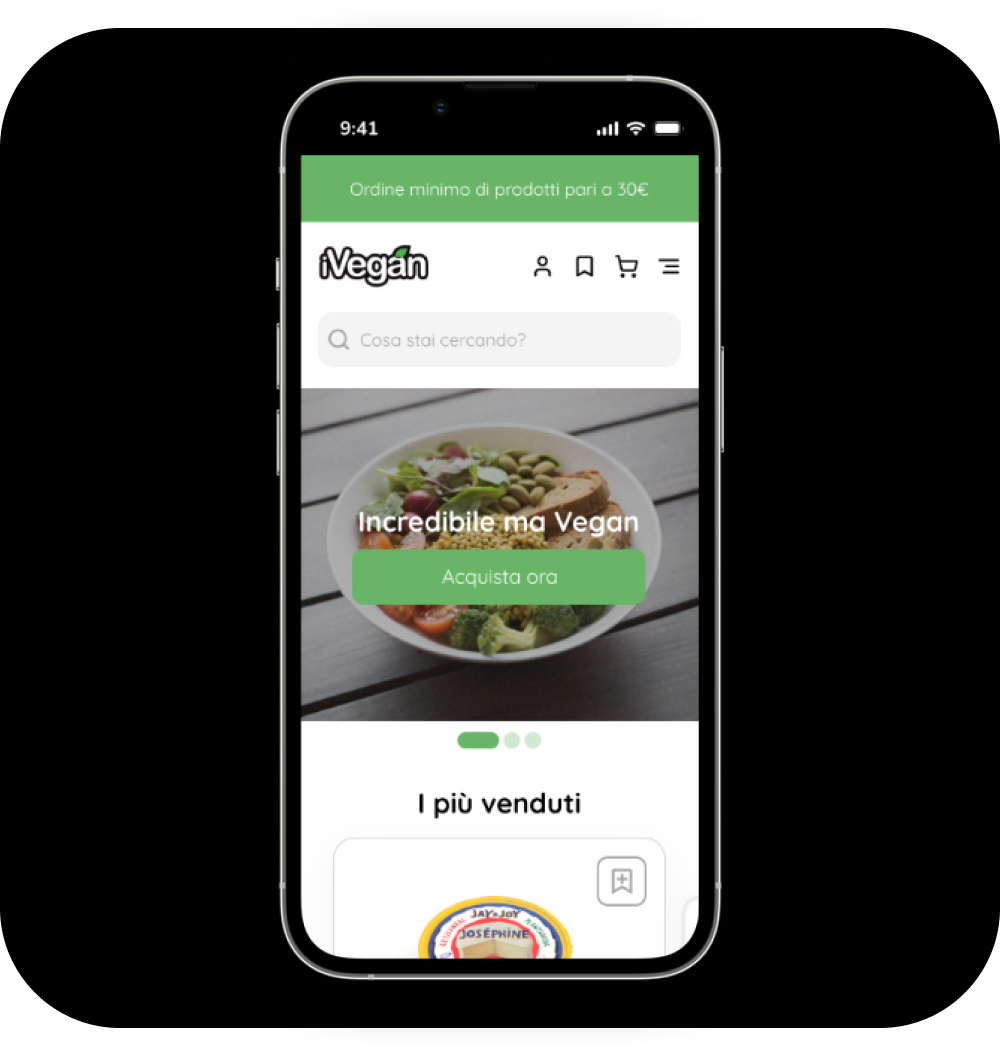 9:41
Ordine minimo di prodotti pari a 30€
iVegan
Cosa stai cercando?
Incredibile ma Vegan
Acquista ora
I più venduti
JAY & JOY
ARTISANAL
JOSÉPHINE